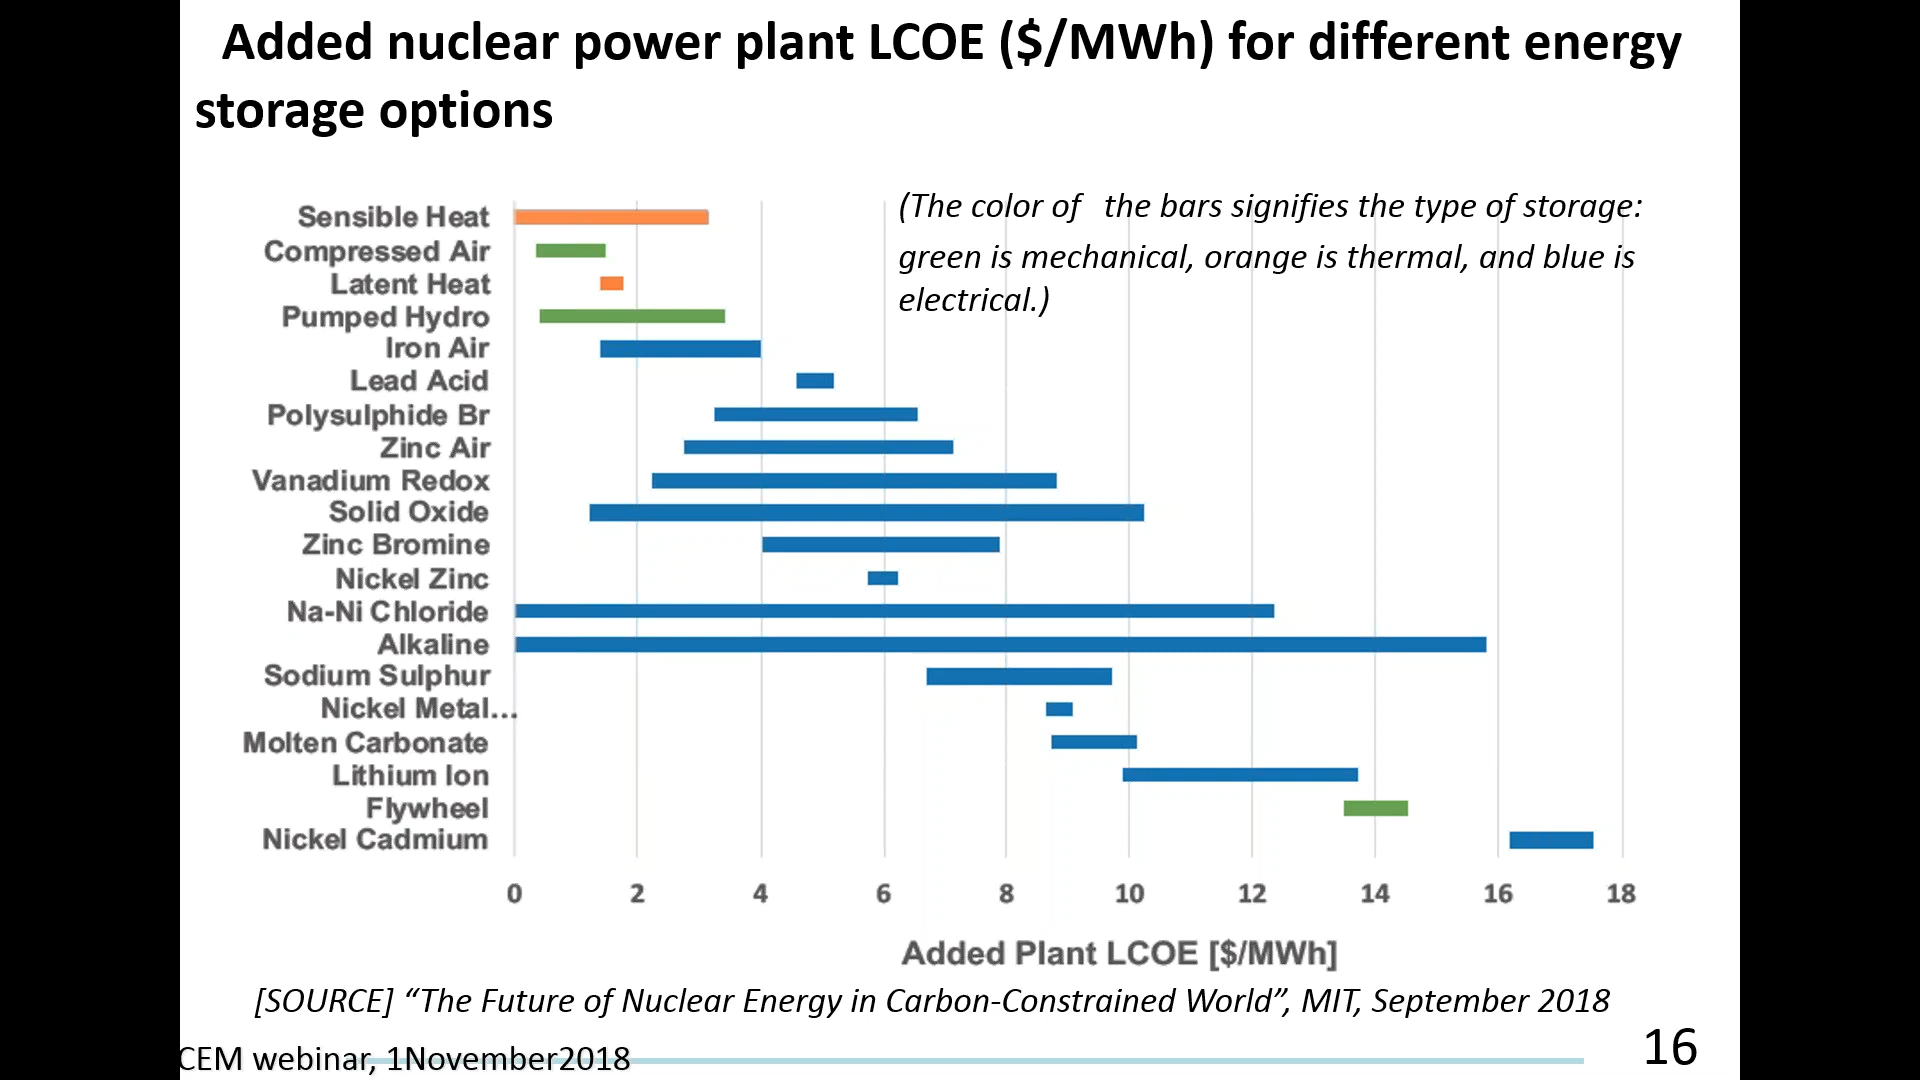 Added nuclear power plant LCOE ($/MWh) for different energy
storage options
(The color of the bars signifies the type of storage:
green is mechanical, orange is thermal, and blue is
electrical.)
Sensible Heat
Compressed Air
Latent Heat
Pumped Hydro
Iron Air
Lead Acid
Polysulphide Br
Zinc Air
Vanadium Redox
Solid Oxide
Zinc Bromine
Nickel Zinc
Na-Ni Chloride
Alkaline
Sodium Sulphur
Nickel Metal...
Molten Carbonate
Lithium Ion
Flywheel
Nickel Cadmium
0 2 4 6 8 10 12 14 16 18
Added Plant LCOE [$/MWh]
[SOURCE] “The Future of Nuclear Energy in Carbon-Constrained World”, MIT, September 2018
CEM webinar, 1November2018
16